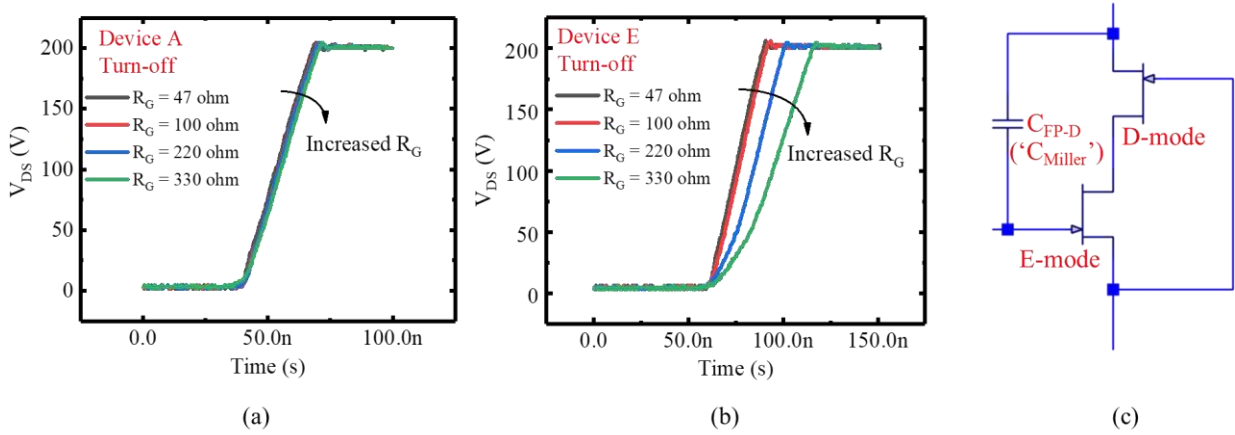 Device A
Turn-off
R_G = 47 ohm
R_G = 100 ohm
R_G = 220 ohm
R_G = 330 ohm
Increased R_G
200
150
100
50
0
V_DS (V)
0.0
50.0n
100.0n
Time (s)
(a)
Device E
Turn-off
R_G = 47 ohm
R_G = 100 ohm
R_G = 220 ohm
R_G = 330 ohm
Increased R_G
200
150
100
50
0
V_DS (V)
0.0
50.0n
100.0n
150.0n
Time (s)
(b)
C_FP-D
(‘C_Miller’)
D-mode
E-mode
(c)